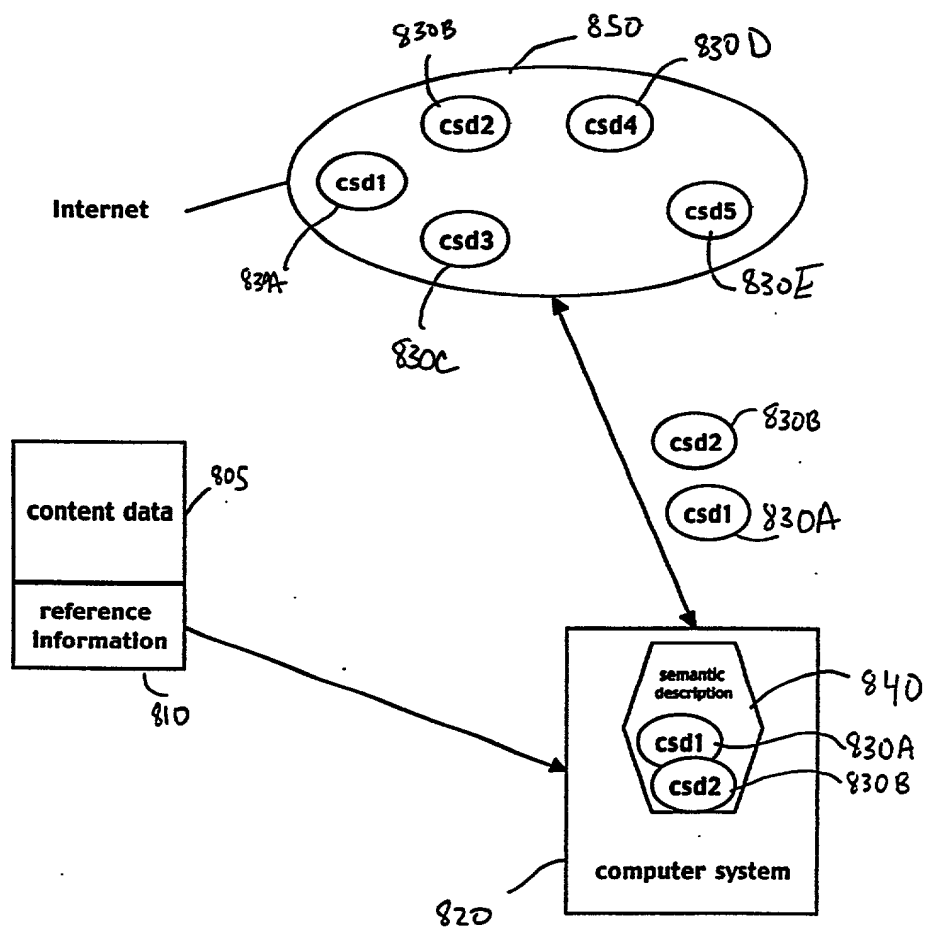 830B
850
830D
csd2
csd4
csd1
Internet
csd5
csd3
830A
830E
830C
csd2
830B
csd1
830A
content data
805
reference
information
810
semantic
description
840
csd1
830A
csd2
830B
computer system
820